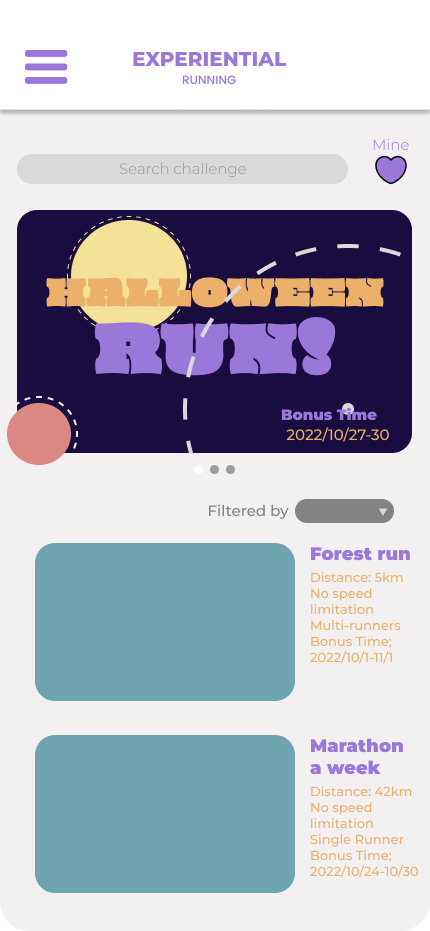 EXPERIENTIAL
RUNNING
Mine
Search challenge
HALLOWEEN
RUN!
Bonus Time
2022/10/27-30
Filtered by
Forest run
Distance: 5km
No speed
limitation
Multi-runners
Bonus Time;
2022/10/1-11/1
Marathon
a week
Distance: 42km
No speed
limitation
Single Runner
Bonus Time;
2022/10/24-10/30